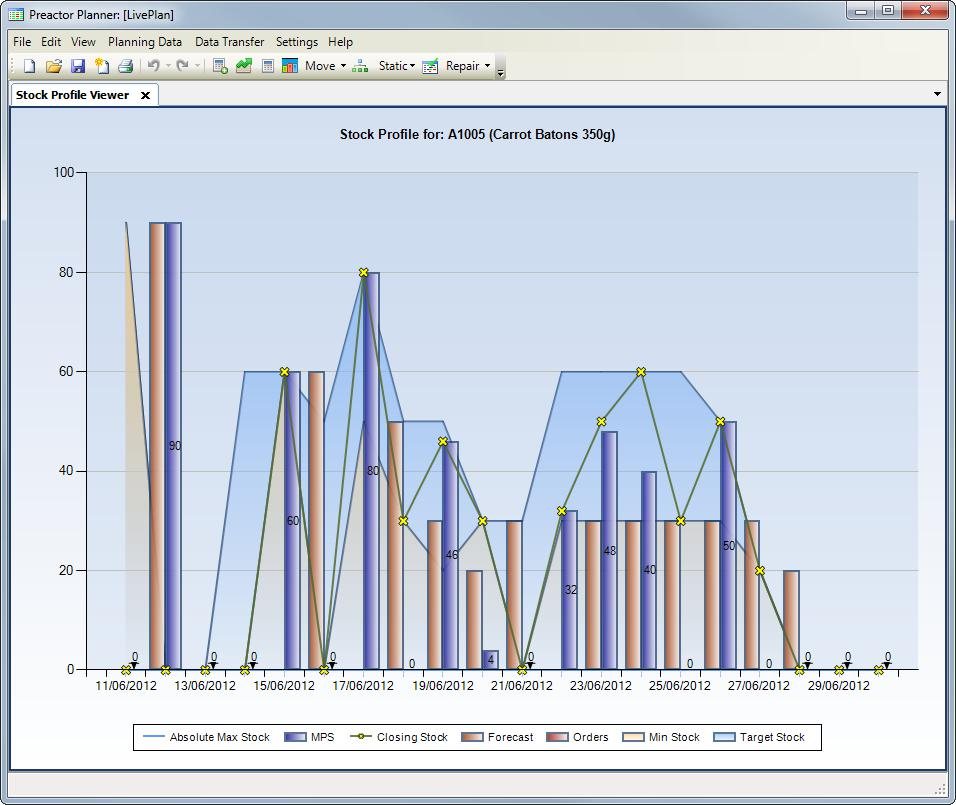 Preactor Planner: [LivePlan]
File Edit View Planning Data Data Transfer Settings Help
Move Static Repair
Stock Profile Viewer
Stock Profile for: A1005 (Carrot Batons 350g)
100
80
60
40
20
0
0 90 0 0 60 0 80 0 46 4 0 32 48 40 0 50 0 0 0 0
11/06/2012 13/06/2012 15/06/2012 17/06/2012 19/06/2012 21/06/2012 23/06/2012 25/06/2012 27/06/2012 29/06/2012
Absolute Max Stock MPS Closing Stock Forecast Orders Min Stock Target Stock